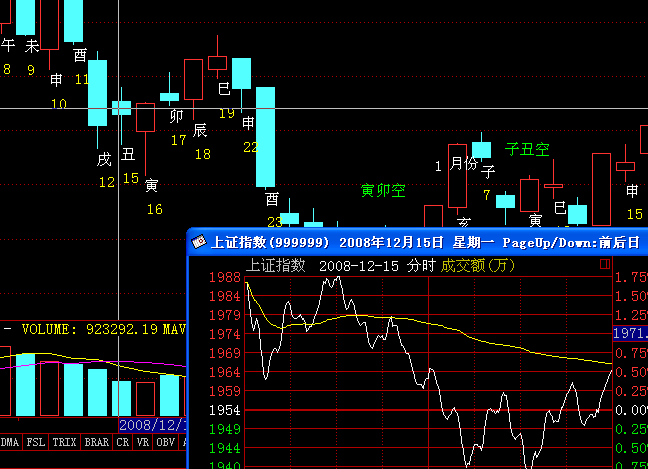 午 未 酉
8 9 申 11
10
戌 丑 寅 卯 辰 巳 申 酉
12 15 16 17 18 19 22 23
寅卯空
1 月份 子 子丑空
7 亥 寅 巳 申
15
上证指数(999999) 2008年12月15日 星期一 PageUp/Down:前后日
上证指数 2008-12-15 分时 成交额(万)
1988 1.75%
1984 1.50%
1979 1.25%
1974 1.00%
1971.
1969 0.75%
1964 0.50%
1959 0.25%
1954 0.00%
1949 0.25%
1944 0.50%
1940
VOLUME: 923292.19 MAV
2008/12/1
DMA FSL TRIX BRAR CR VR OBV